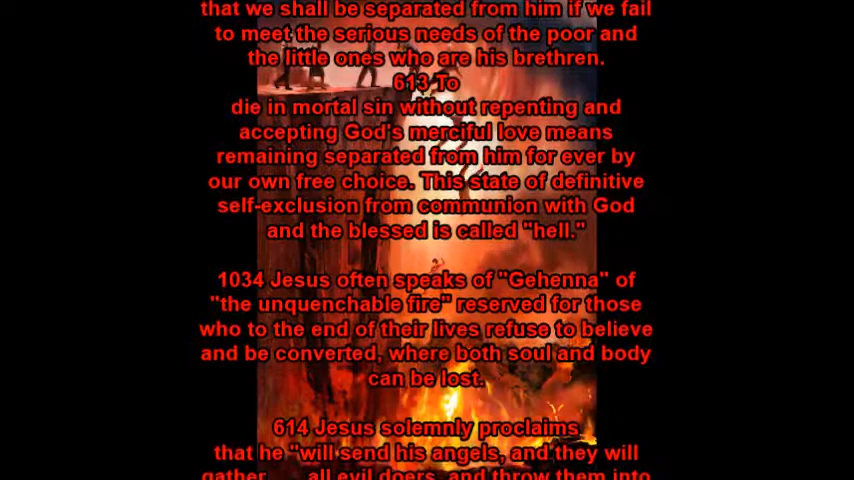 that we shall be separated from him if we fail
to meet the serious needs of the poor and
the little ones who are his brethren.
613 To
die in mortal sin without repenting and
accepting God's merciful love means
remaining separated from him for ever by
our own free choice. This state of definitive
self-exclusion from communion with God
and the blessed is called "hell."
1034 Jesus often speaks of "Gehenna" of
"the unquenchable fire" reserved for those
who to the end of their lives refuse to believe
and be converted, where both soul and body
can be lost.
614 Jesus solemnly proclaims
that he "will send his angels, and they will
gather . . . all evil doers, and throw them into